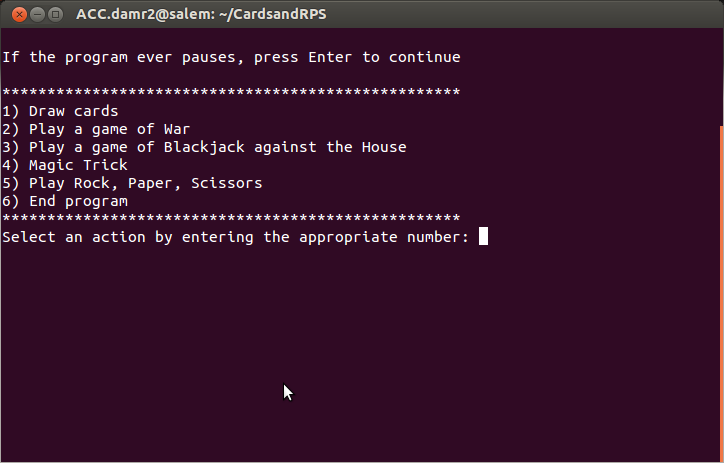 ACC.damr2@salem: ~/CardsandRPS
If the program ever pauses, press Enter to continue
***************************************************
1) Draw cards
2) Play a game of War
3) Play a game of Blackjack against the House
4) Magic Trick
5) Play Rock, Paper, Scissors
6) End program
***************************************************
Select an action by entering the appropriate number: